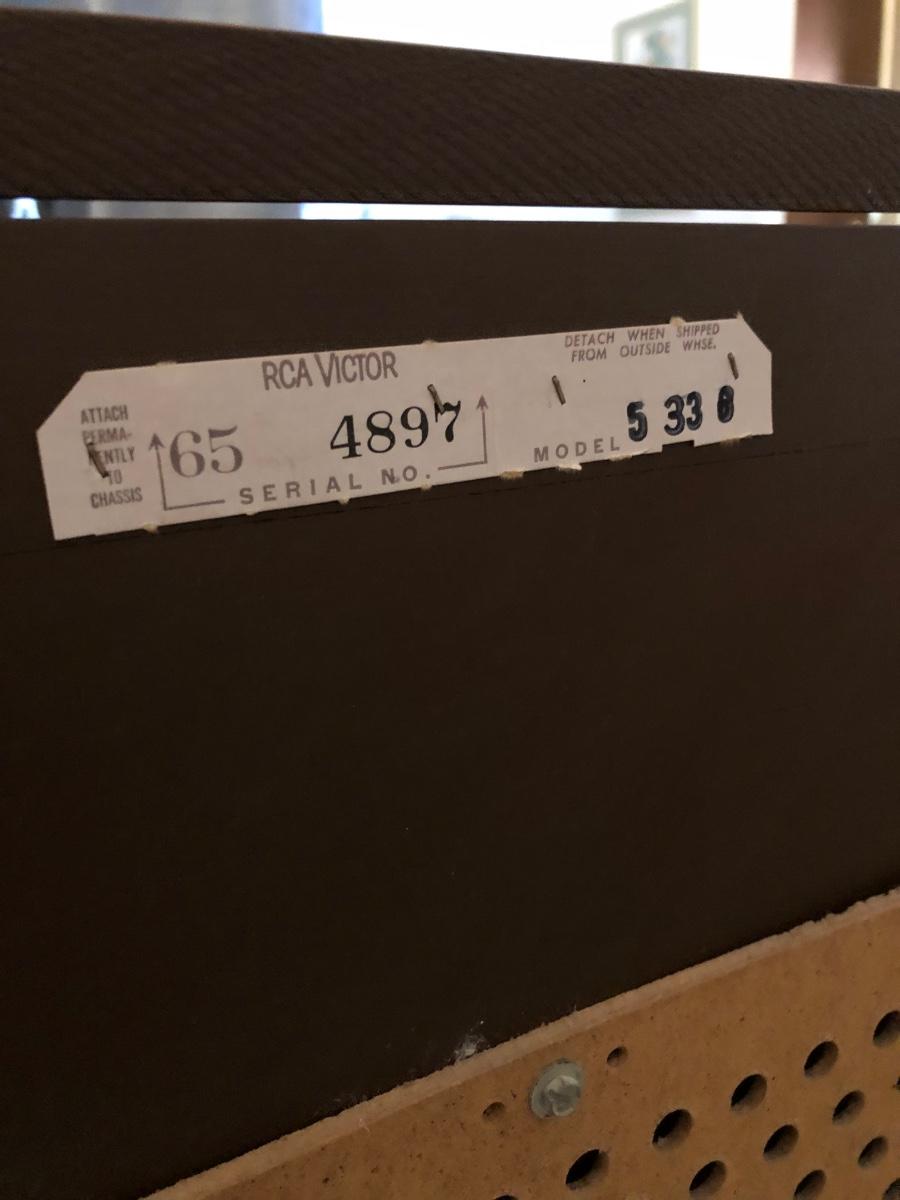 RCA VICTOR
DETACH WHEN SHIPPED
FROM OUTSIDE WHSE.
ATTACH
PERMA-
NENTLY
TO
CHASSIS
65 4897
SERIAL NO.
MODEL 5 33 8